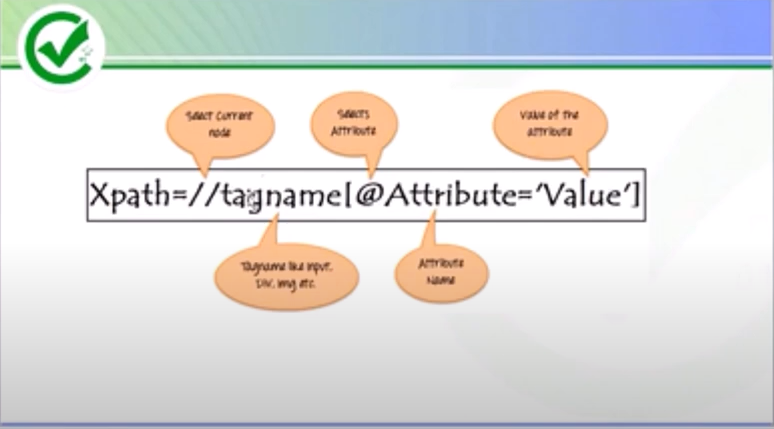 Select Current
node
Selects
Attribute
Value of the
attribute
Xpath=//tagname[@Attribute='Value']
Tagname like Input,
DIV, Img etc.
Attribute
Name